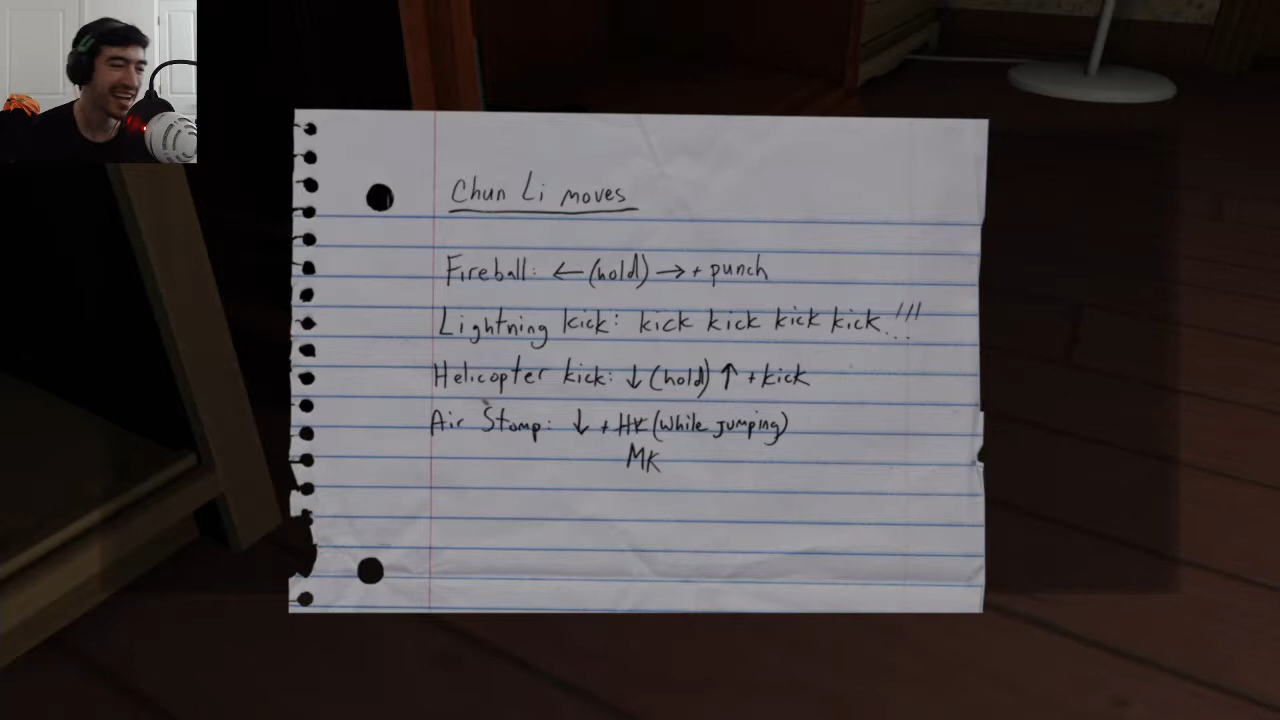 Chun Li moves
Fireball: ← (hold) → + punch
Lightning kick: kick kick kick kick!!!
Helicopter kick: ↓ (hold) ↑ + kick
Air Stomp: ↓ + HK (while jumping)
MK